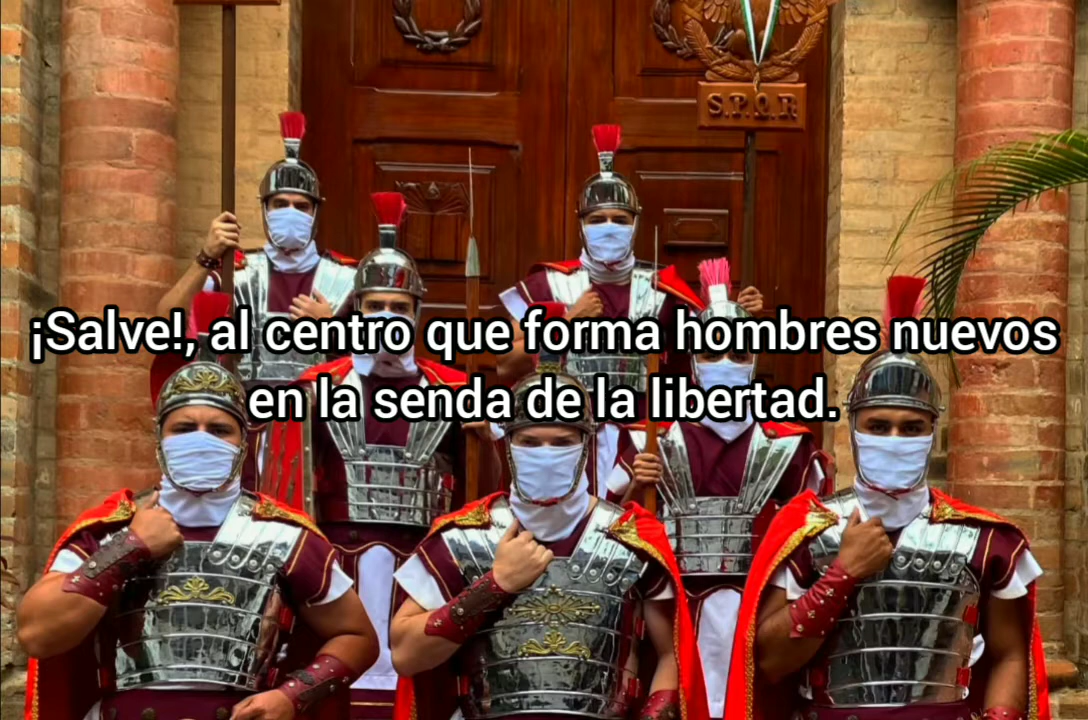 S.P.Q.R
¡Salve!, al centro que forma hombres nuevos
en la senda de la libertad.